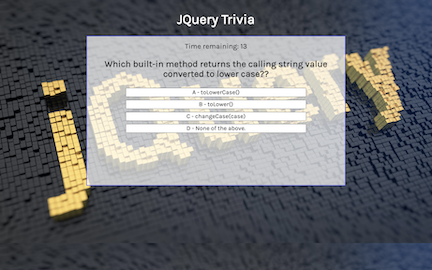 JQuery Trivia
Time remaining: 13
Which built-in method returns the calling string value
converted to lower case??
A - toLowerCase()
B - toLower()
C - changeCase(case)
D - None of the above.
jQUERY